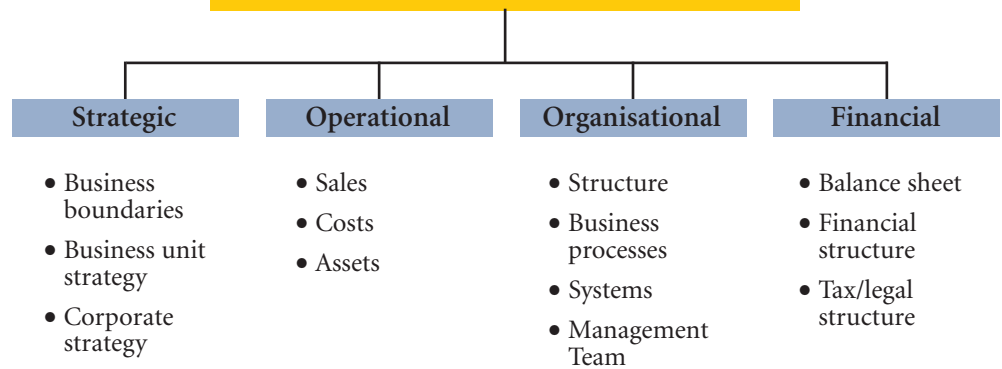 Strategic
• Business
boundaries
• Business unit
strategy
• Corporate
strategy
Operational
• Sales
• Costs
• Assets
Organisational
• Structure
• Business
processes
• Systems
• Management
Team
Financial
• Balance sheet
• Financial
structure
• Tax/legal
structure